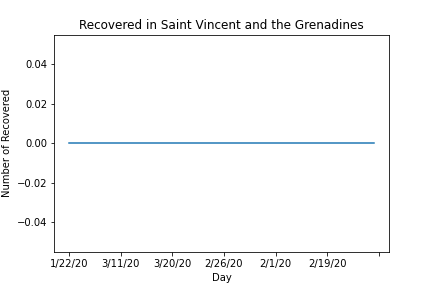 Recovered in Saint Vincent and the Grenadines
0.04
0.02
0.00
−0.02
−0.04
Number of Recovered
1/22/20 3/11/20 3/20/20 2/26/20 2/1/20 2/19/20
Day